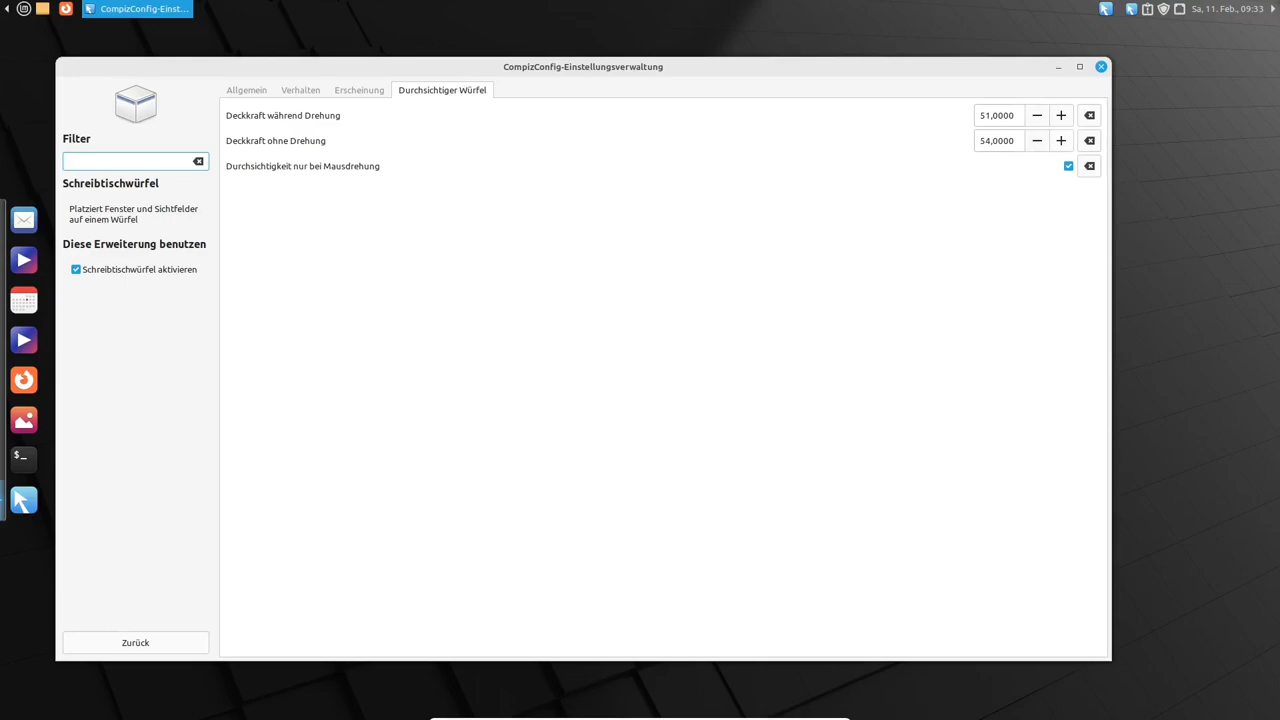 CompizConfig-Einst...
Sa, 11. Feb., 09:33
CompizConfig-Einstellungsverwaltung
Allgemein
Verhalten
Erscheinung
Durchsichtiger Würfel
Filter
Schreibtischwürfel
Platziert Fenster und Sichtfelder
auf einem Würfel
Diese Erweiterung benutzen
Schreibtischwürfel aktivieren
Deckkraft während Drehung
51,0000
Deckkraft ohne Drehung
54,0000
Durchsichtigkeit nur bei Mausdrehung
$_
Zurück